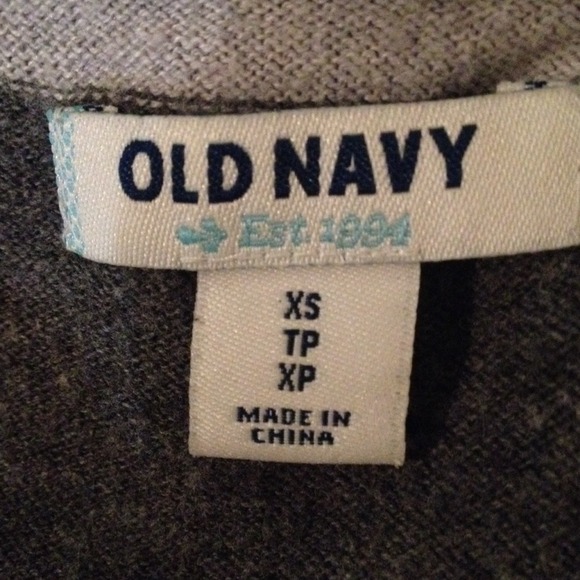 OLD NAVY
Est 1994
XS
TP
XP
MADE IN
CHINA